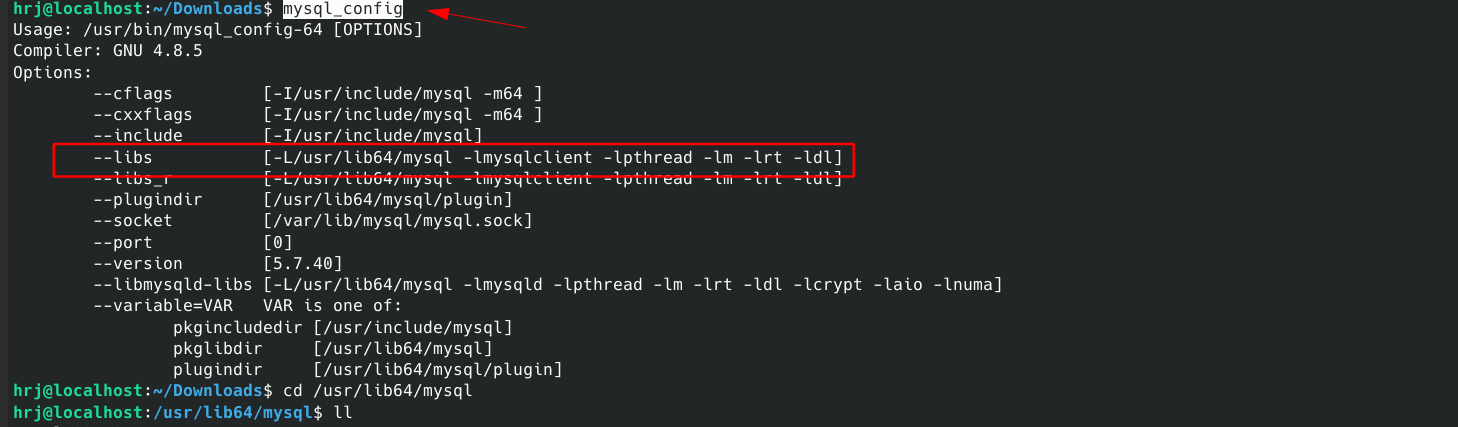 hrj@localhost:~/Downloads$ mysql_config
Usage: /usr/bin/mysql_config-64 [OPTIONS]
Compiler: GNU 4.8.5
Options:
        --cflags         [-I/usr/include/mysql -m64 ]
        --cxxflags       [-I/usr/include/mysql -m64 ]
        --include        [-I/usr/include/mysql]
        --libs           [-L/usr/lib64/mysql -lmysqlclient -lpthread -lm -lrt -ldl]
        --libs_r         [-L/usr/lib64/mysql -lmysqlclient -lpthread -lm -lrt -ldl]
        --plugindir      [/usr/lib64/mysql/plugin]
        --socket         [/var/lib/mysql/mysql.sock]
        --port           [0]
        --version        [5.7.40]
        --libmysqld-libs [-L/usr/lib64/mysql -lmysqld -lpthread -lm -lrt -ldl -lcrypt -laio -lnuma]
        --variable=VAR   VAR is one of:
                pkgincludedir [/usr/include/mysql]
                pkglibdir     [/usr/lib64/mysql]
                plugindir     [/usr/lib64/mysql/plugin]
hrj@localhost:~/Downloads$ cd /usr/lib64/mysql
hrj@localhost:/usr/lib64/mysql$ ll